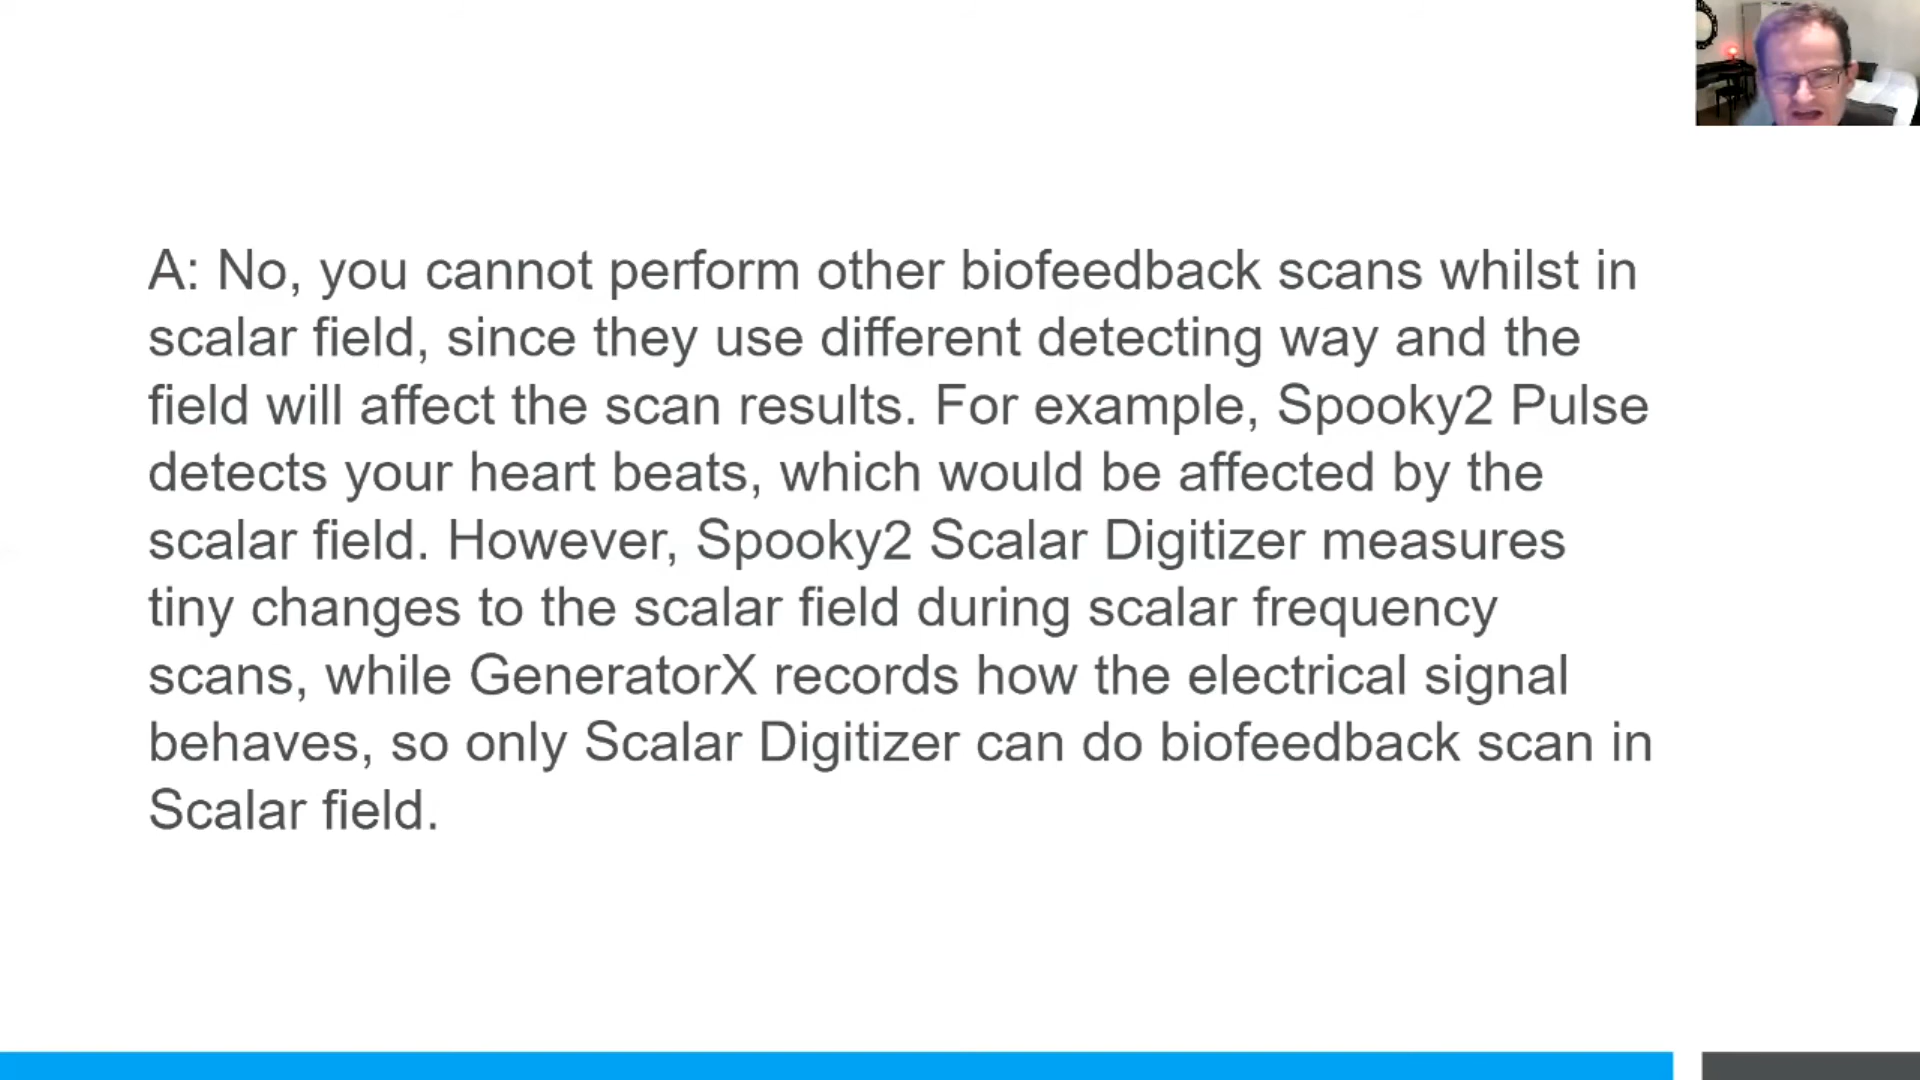 A: No, you cannot perform other biofeedback scans whilst in
scalar field, since they use different detecting way and the
field will affect the scan results. For example, Spooky2 Pulse
detects your heart beats, which would be affected by the
scalar field. However, Spooky2 Scalar Digitizer measures
tiny changes to the scalar field during scalar frequency
scans, while GeneratorX records how the electrical signal
behaves, so only Scalar Digitizer can do biofeedback scan in
Scalar field.